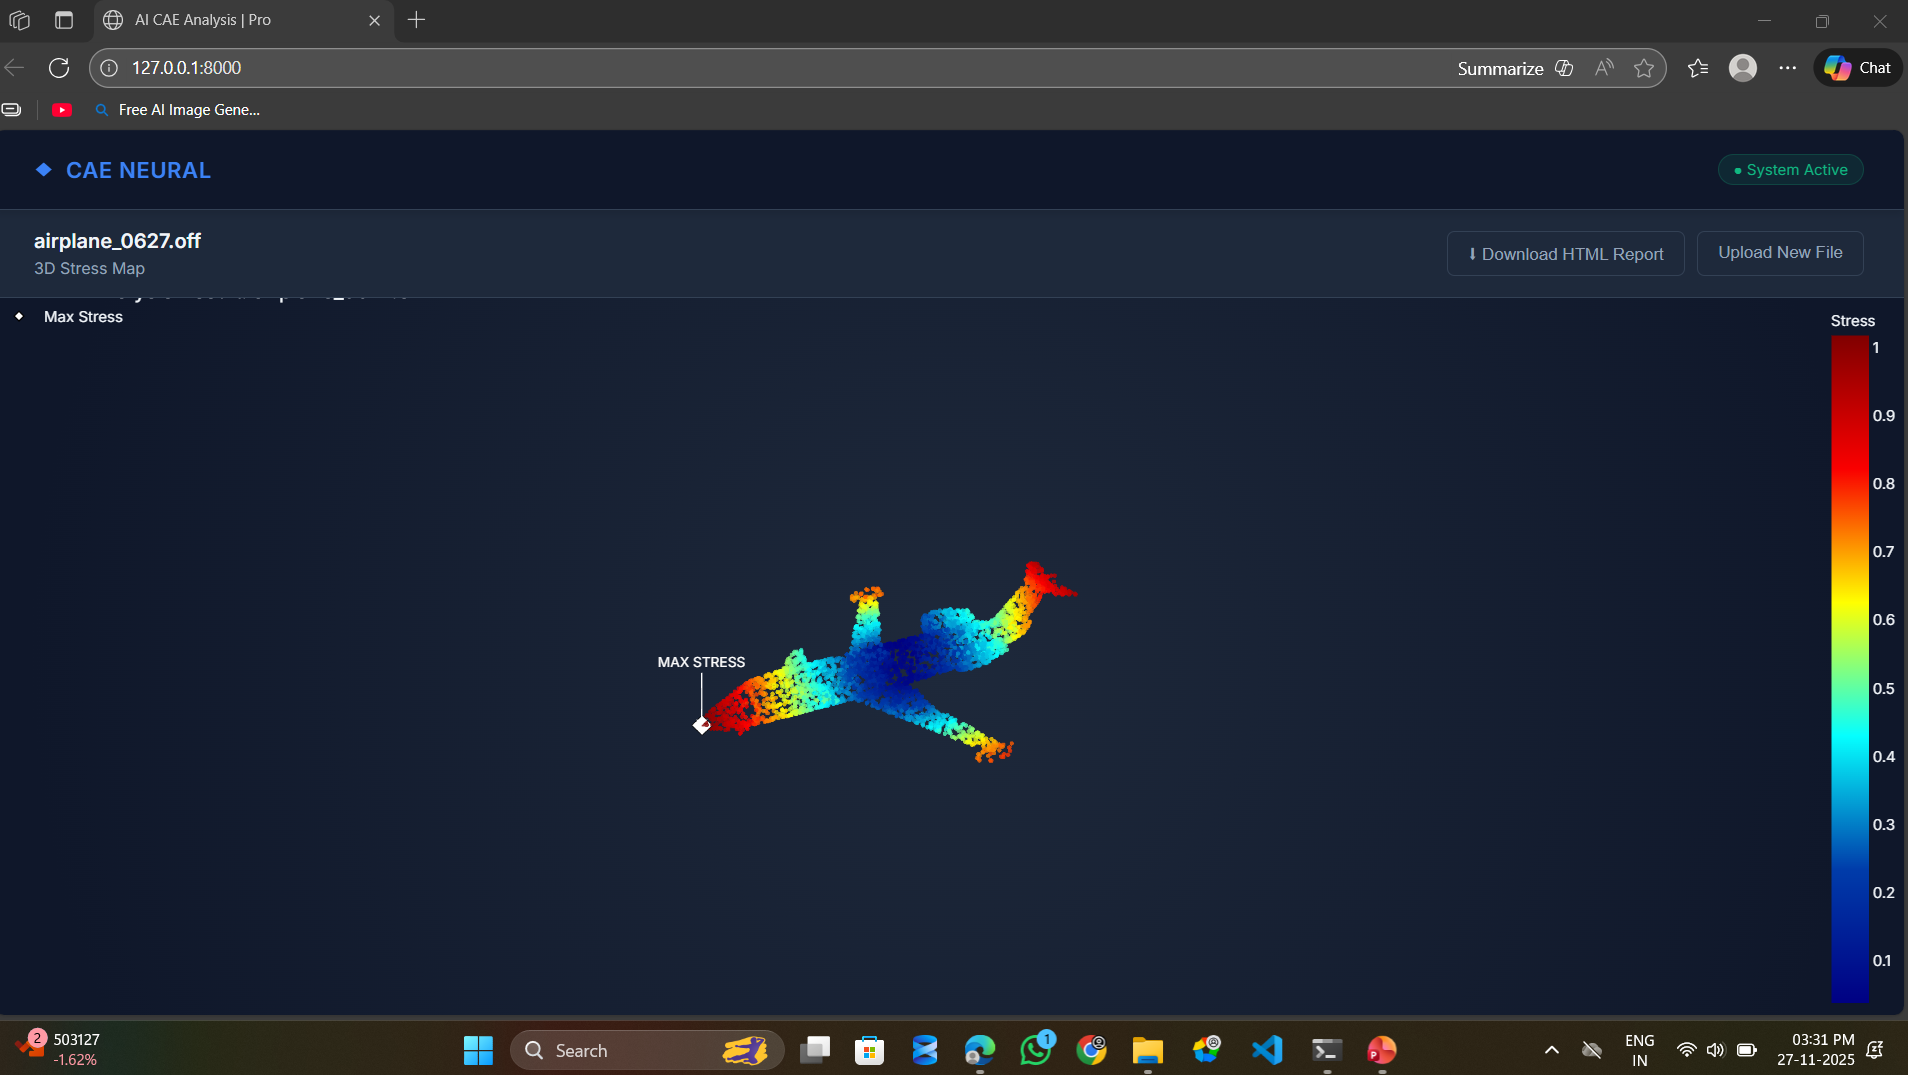 AI CAE Analysis | Pro
127.0.0.1:8000
Summarize
Chat
Free AI Image Gene...
CAE NEURAL
System Active
airplane_0627.off
3D Stress Map
Download HTML Report
Upload New File
Max Stress
Stress
1
0.9
0.8
0.7
0.6
0.5
0.4
0.3
0.2
0.1
MAX STRESS
2
503127
-1.62%
Search
1
ENG
IN
03:31 PM
27-11-2025